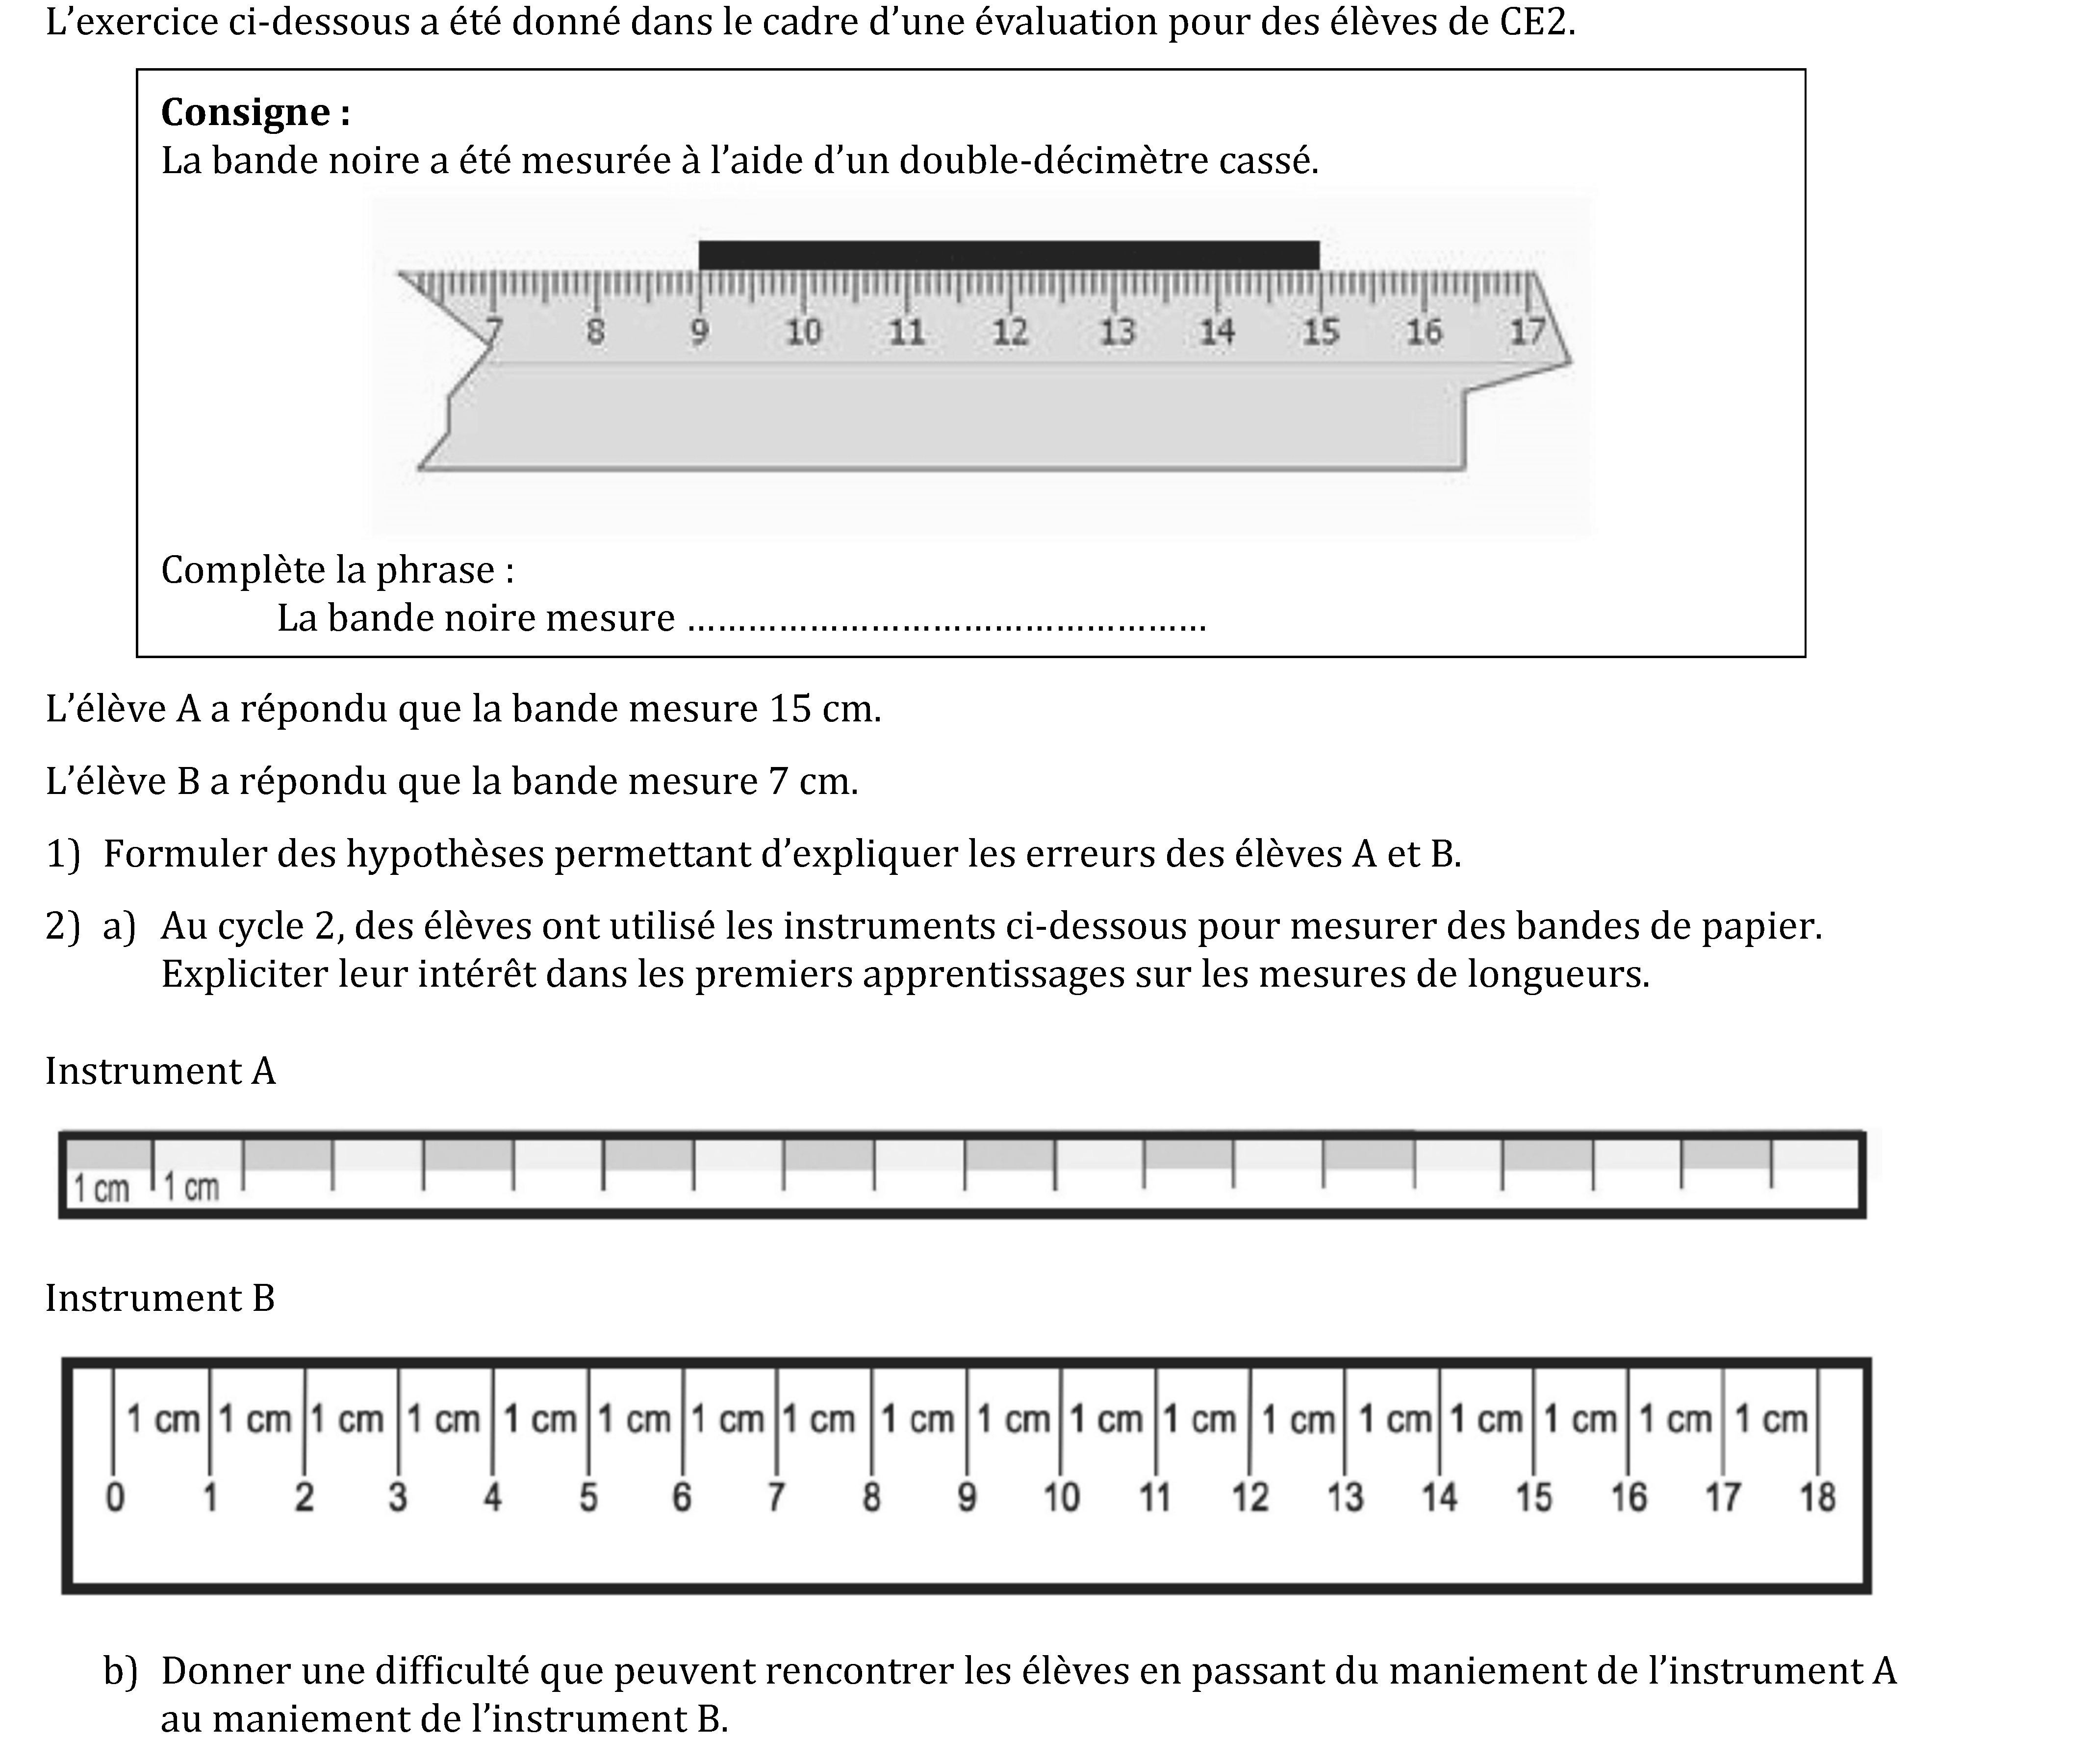 L’exercice ci-dessous a été donné dans le cadre d’une évaluation pour des élèves de CE2.
Consigne :
La bande noire a été mesurée à l’aide d’un double-décimètre cassé.
7 8 9 10 11 12 13 14 15 16 17
Complète la phrase :
La bande noire mesure ……………………………………………
L’élève A a répondu que la bande mesure 15 cm.
L’élève B a répondu que la bande mesure 7 cm.
1) Formuler des hypothèses permettant d’expliquer les erreurs des élèves A et B.
2) a) Au cycle 2, des élèves ont utilisé les instruments ci-dessous pour mesurer des bandes de papier.
Expliciter leur intérêt dans les premiers apprentissages sur les mesures de longueurs.
Instrument A
1 cm 1 cm
Instrument B
1 cm 1 cm 1 cm 1 cm 1 cm 1 cm 1 cm 1 cm 1 cm 1 cm 1 cm 1 cm 1 cm 1 cm 1 cm 1 cm 1 cm 1 cm
0 1 2 3 4 5 6 7 8 9 10 11 12 13 14 15 16 17 18
b) Donner une difficulté que peuvent rencontrer les élèves en passant du maniement de l’instrument A
au maniement de l’instrument B.